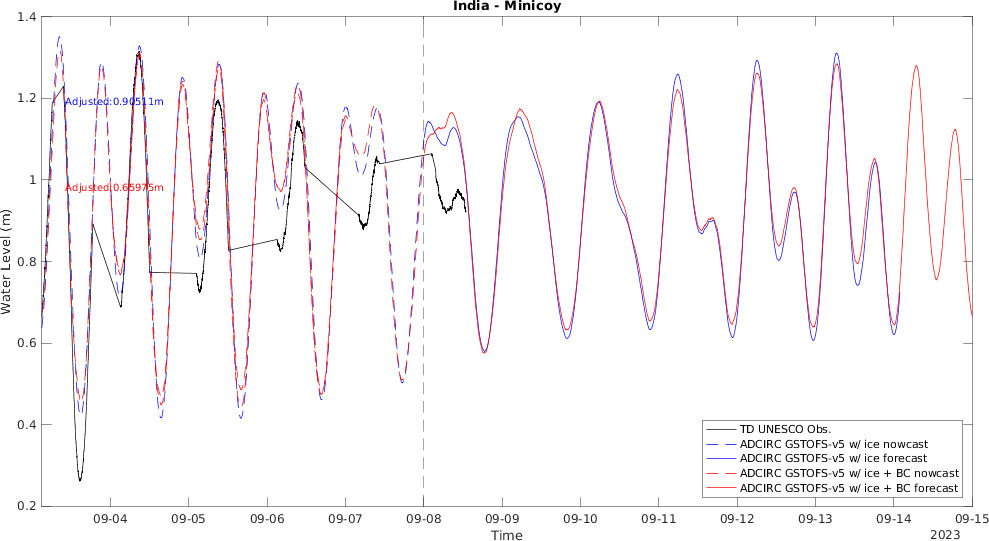 India - Minicoy
1.4
1.2
1
0.8
0.6
0.4
0.2
Water Level (m)
Adjusted:0.90511m
Adjusted:0.65975m
TD UNESCO Obs.
ADCIRC GSTOFS-v5 w/ ice nowcast
ADCIRC GSTOFS-v5 w/ ice forecast
ADCIRC GSTOFS-v5 w/ ice + BC nowcast
ADCIRC GSTOFS-v5 w/ ice + BC forecast
09-04 09-05 09-06 09-07 09-08 09-09 09-10 09-11 09-12 09-13 09-14 09-15
Time
2023